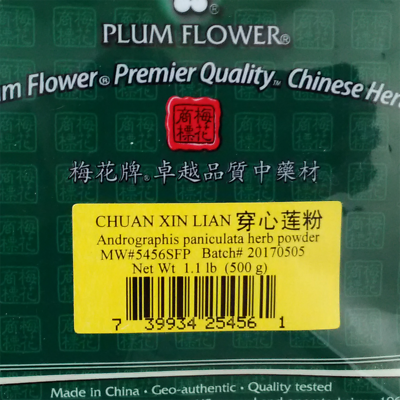 PLUM FLOWER®
m Flower® Premier Quality™ Chinese Her
梅花
商標
梅花牌®卓越品質中藥材
CHUAN XIN LIAN 穿心莲粉
Andrographis paniculata herb powder
MW#5456SFP Batch# 20170505
Net Wt 1.1 lb (500 g)
7 39934 25456 1
Made in China • Geo-authentic • Quality tested